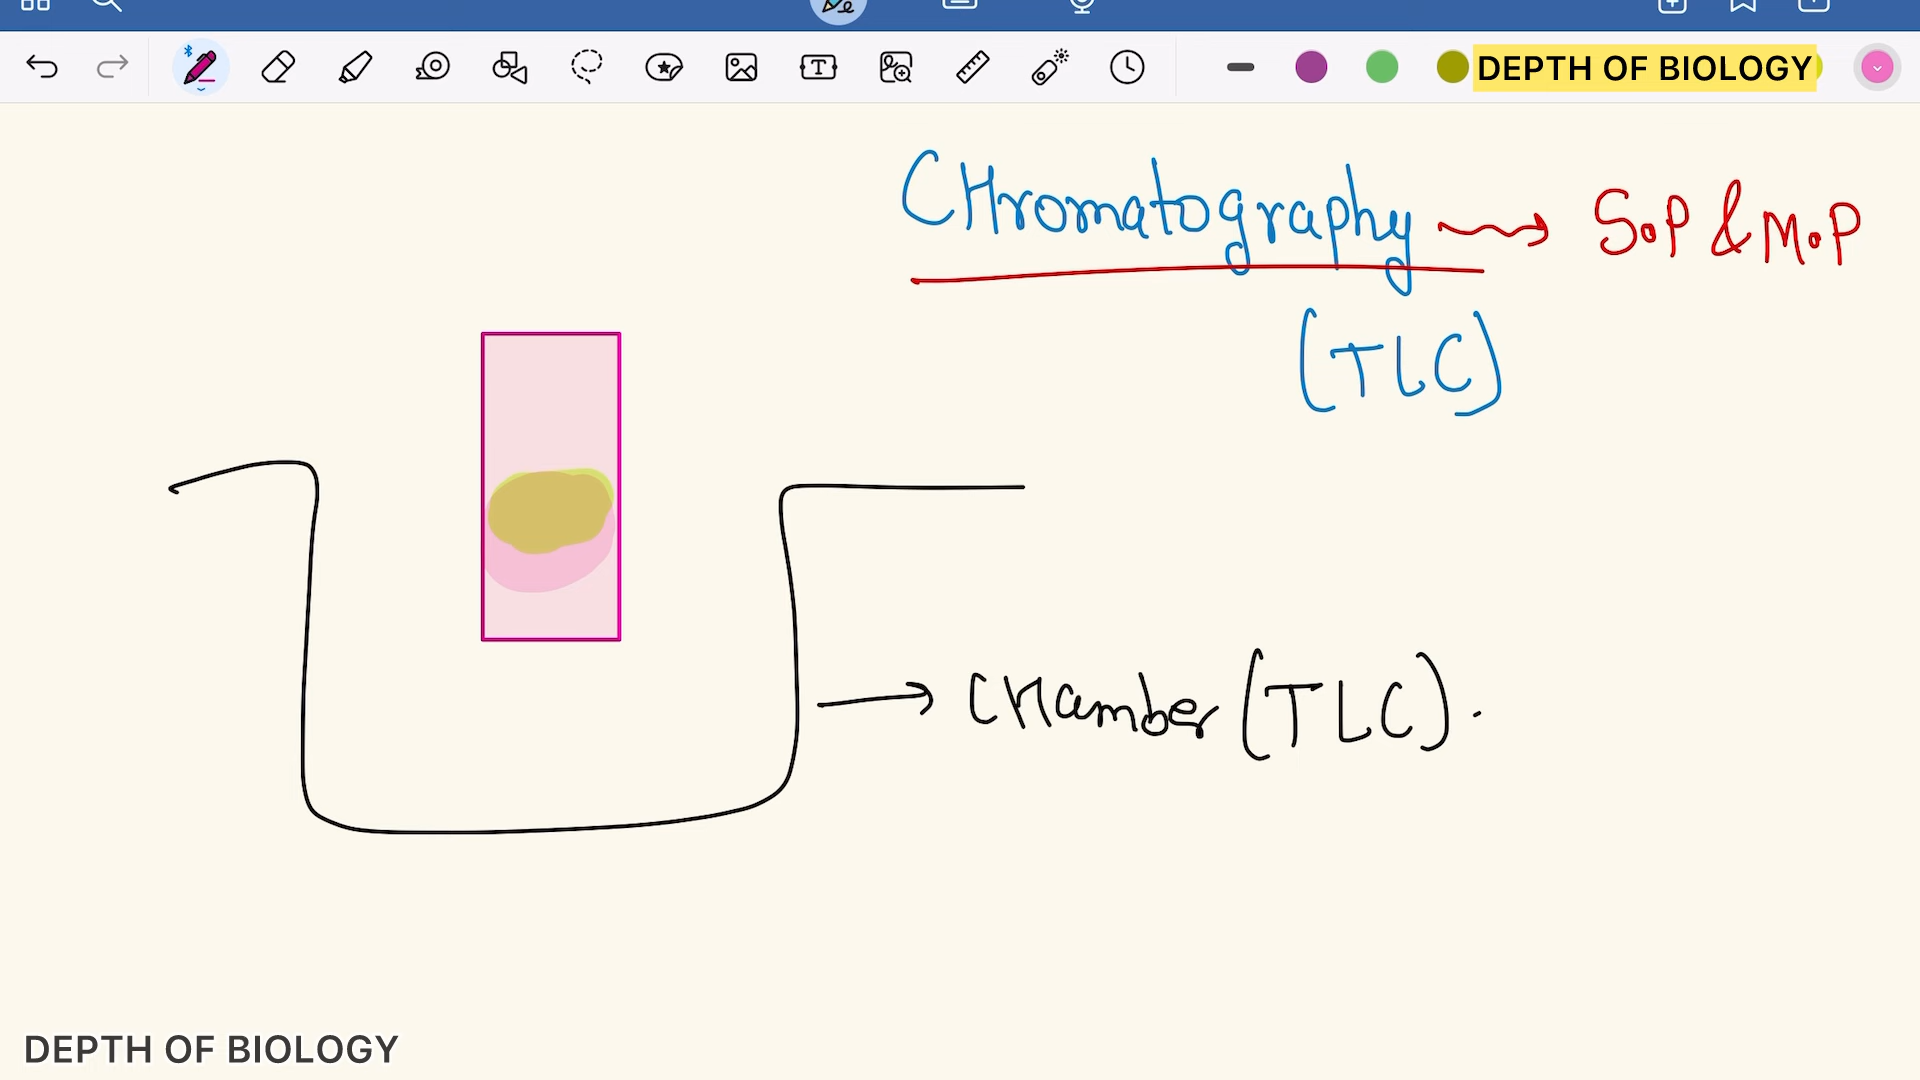 DEPTH OF BIOLOGY
CHromatography → S.P & M.P
(TLC)
→ CHamber (TLC).
DEPTH OF BIOLOGY